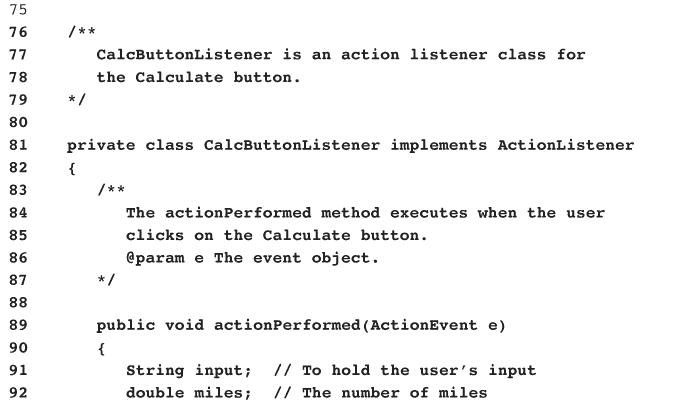 75
76 /**
77 CalcButtonListener is an action listener class for
78 the Calculate button.
79 */
80
81 private class CalcButtonListener implements ActionListener
82 {
83 /**
84 The actionPerformed method executes when the user
85 clicks on the Calculate button.
86 @param e The event object.
87 */
88
89 public void actionPerformed(ActionEvent e)
90 {
91 String input; // To hold the user’s input
92 double miles; // The number of miles